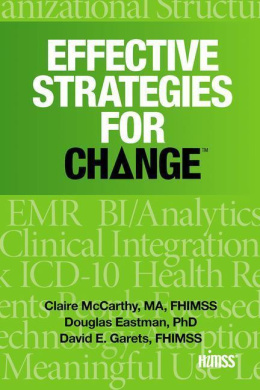 anizational Structu
EFFECTIVE
STRATEGIES
FOR
CHANGE™
EMR BI/Analytics
Clinical Integration
ICD-10 Health Re
Claire McCarthy, MA, FHIMSS
Douglas Eastman, PhD
David E. Garets, FHIMSS
Meaningful Use L
HIMSS